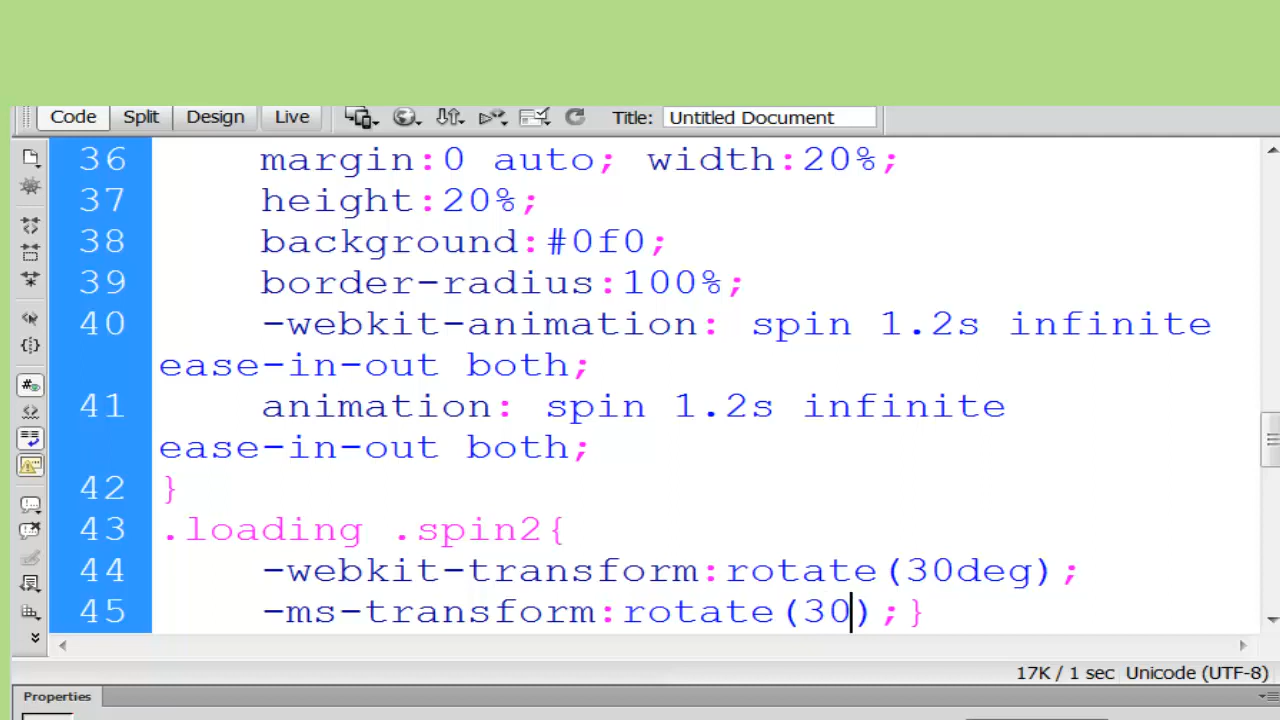 Code Split Design Live Title: Untitled Document
36 margin:0 auto; width:20%;
37 height:20%;
38 background:#0f0;
39 border-radius:100%;
40 -webkit-animation: spin 1.2s infinite
ease-in-out both;
41 animation: spin 1.2s infinite
ease-in-out both;
42 }
43 .loading .spin2{
44 -webkit-transform:rotate(30deg);
45 -ms-transform:rotate(30);}
17K / 1 sec Unicode (UTF-8)
Properties